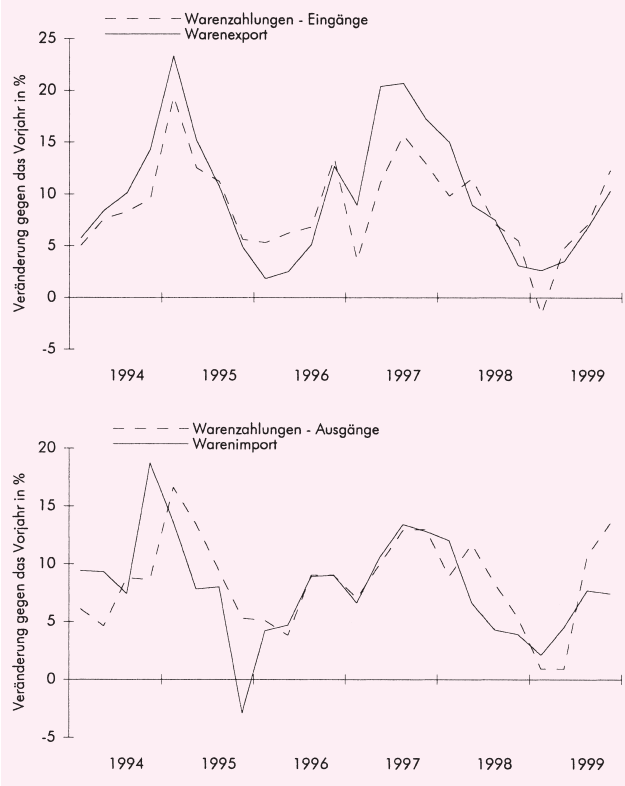 Warenzahlungen - Eingänge
Warenexport
Veränderung gegen das Vorjahr in %
25
20
15
10
5
0
-5
1994 1995 1996 1997 1998 1999
Warenzahlungen - Ausgänge
Warenimport
Veränderung gegen das Vorjahr in %
20
15
10
5
0
-5
1994 1995 1996 1997 1998 1999